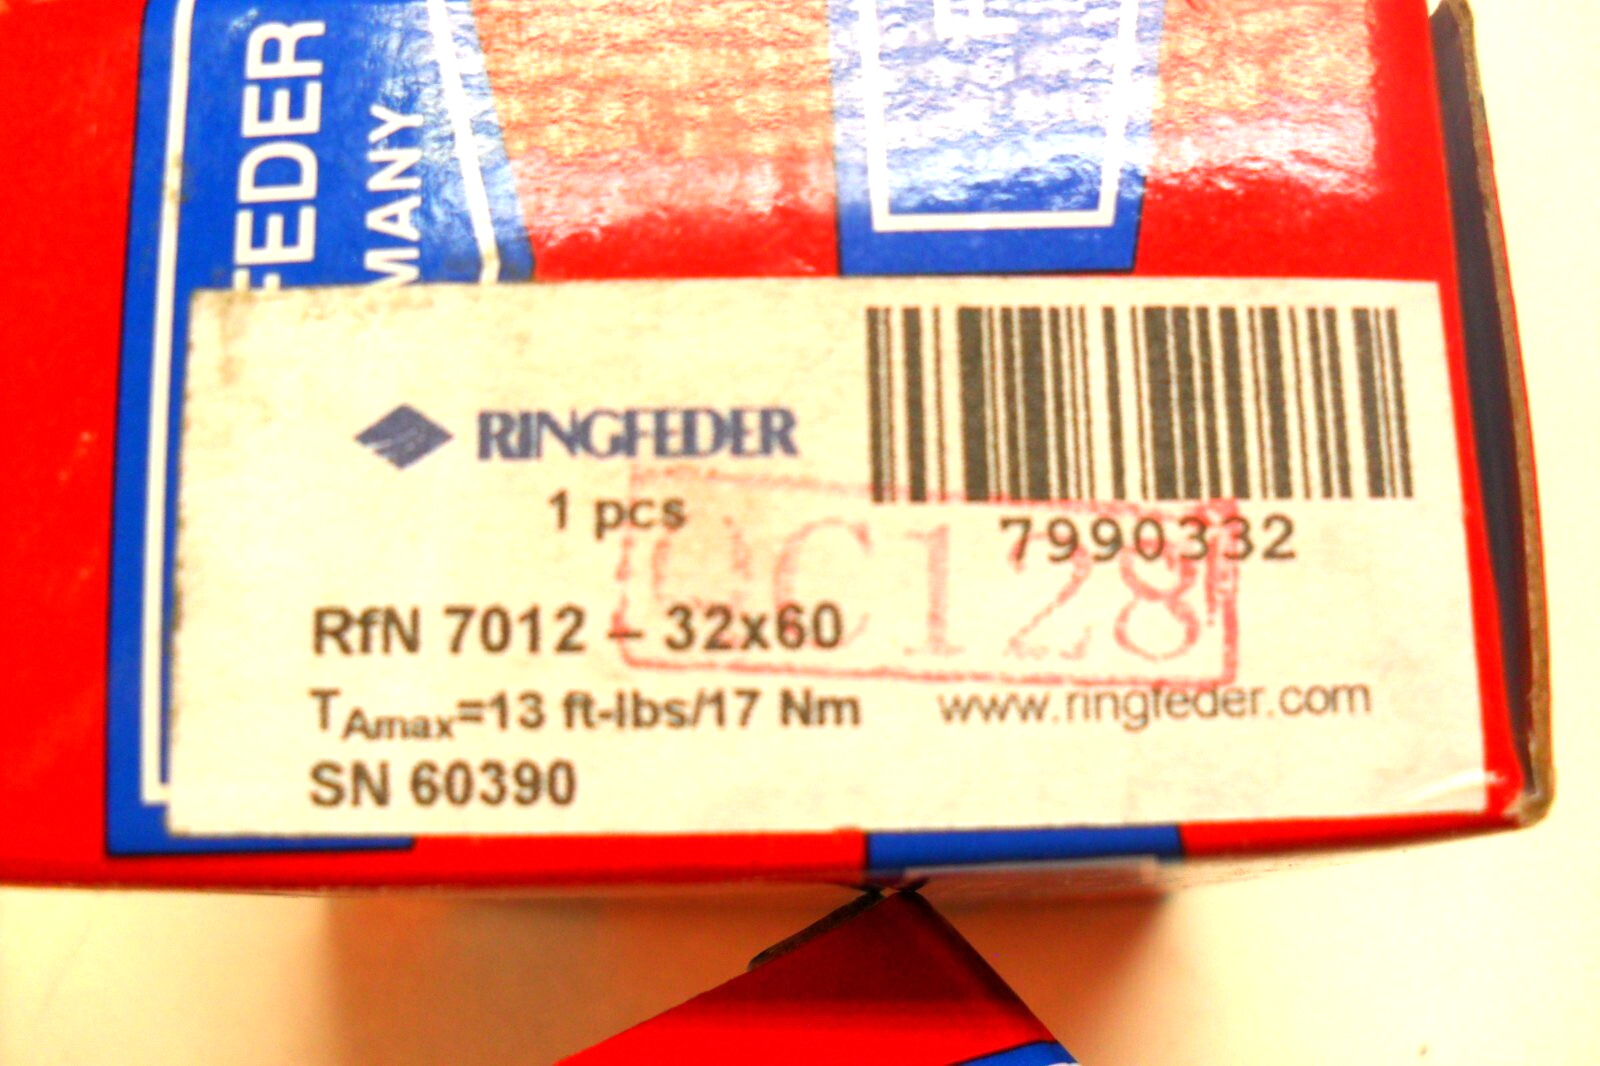 FEDER
MANY
RINGFEDER
1 pcs
7990332
QC128
RfN 7012 – 32x60
TAmax=13 ft-lbs/17 Nm
www.ringfeder.com
SN 60390